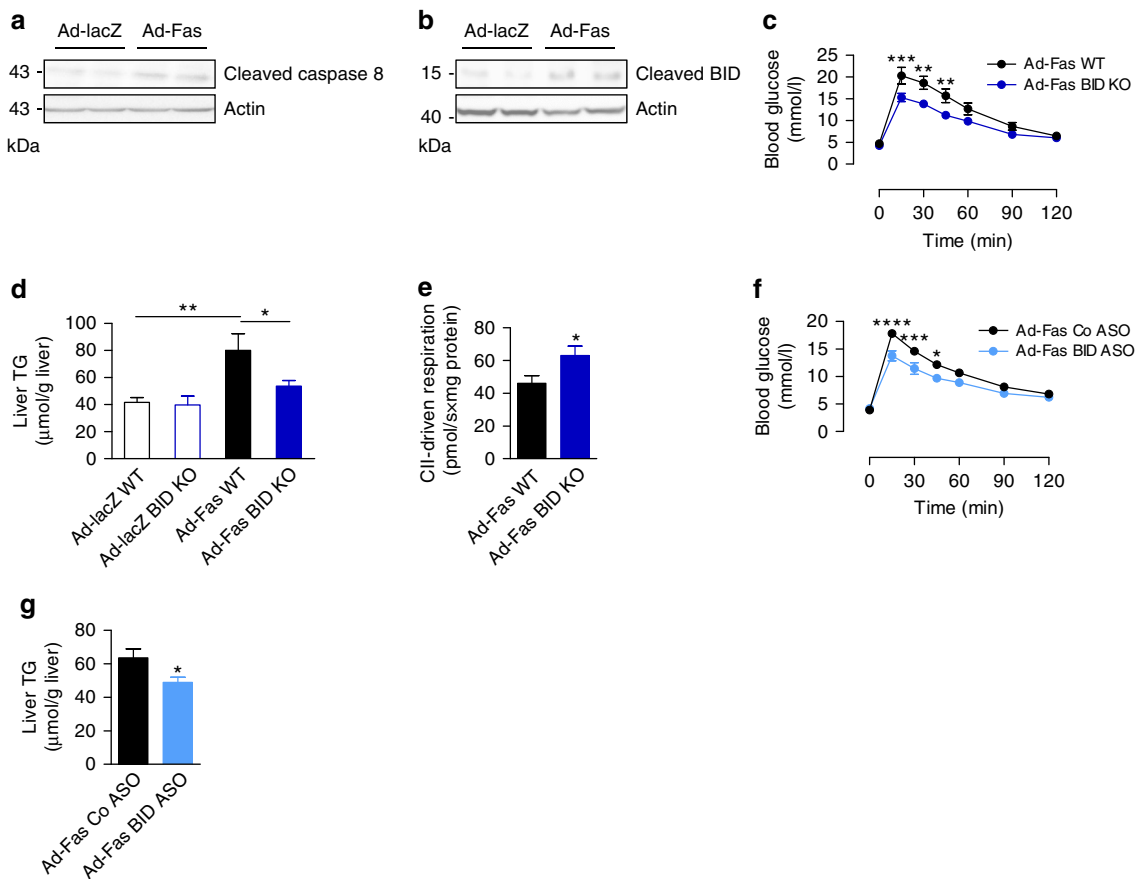 a
Ad-lacZ Ad-Fas
43 - Cleaved caspase 8
43 - Actin
kDa
b
Ad-lacZ Ad-Fas
15 - Cleaved BID
40 - Actin
kDa
c
Blood glucose
(mmol/l)
25
20
15
10
5
0
*** ** **
Ad-Fas WT
Ad-Fas BID KO
0 30 60 90 120
Time (min)
d
Liver TG
(μmol/g liver)
100
80
60
40
20
0
** *
Ad-lacZ WT
Ad-lacZ BID KO
Ad-Fas WT
Ad-Fas BID KO
e
CII-driven respiration
(pmol/sxmg protein)
80
60
40
20
0
*
Ad-Fas WT
Ad-Fas BID KO
f
Blood glucose
(mmol/l)
20
15
10
5
0
**** *** *
Ad-Fas Co ASO
Ad-Fas BID ASO
0 30 60 90 120
Time (min)
g
Liver TG
(μmol/g liver)
80
60
40
20
0
*
Ad-Fas Co ASO
Ad-Fas BID ASO